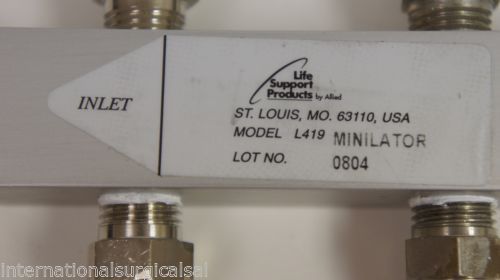 INLET
Life
Support
Products by Allied
ST. LOUIS, MO. 63110, USA
MODEL L419 MINILATOR
LOT NO. 0804
internationalsurgicalsal